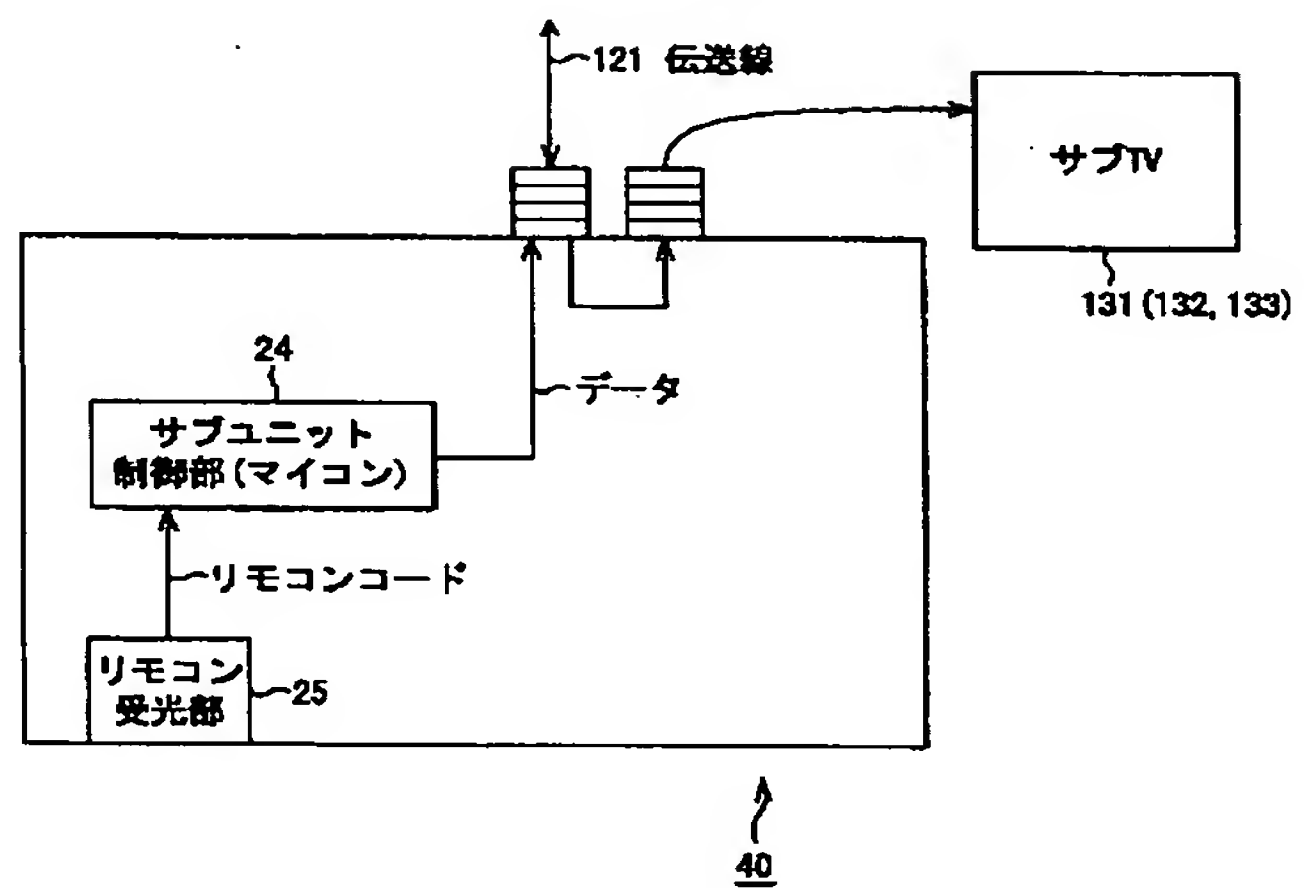 121 伝送線
サブTV
131 (132, 133)
24
サブユニット
制御部(マイコン)
データ
リモコンコード
リモコン
受光部
25
40